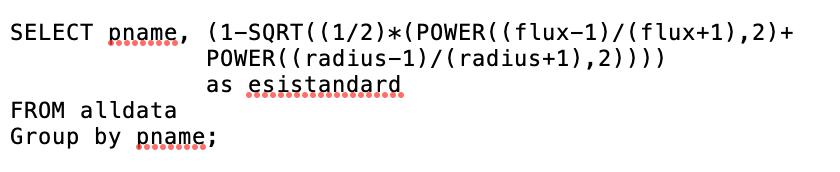 SELECT pname, (1-SQRT((1/2)*(POWER((flux-1)/(flux+1),2)+
POWER((radius-1)/(radius+1),2))))
as esistandard
FROM alldata
Group by pname;